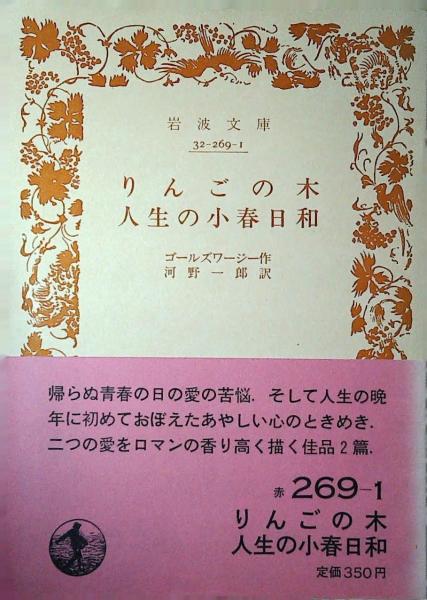 岩波文庫
32-269-1
りんごの木
人生の小春日和
ゴールズワージー作
河野一郎訳
帰らぬ青春の日の愛の苦悩．そして人生の晩
年に初めておぼえたあやしい心のときめき．
二つの愛をロマンの香り高く描く佳品2篇．
赤 269-1
りんごの木
人生の小春日和
定価350円